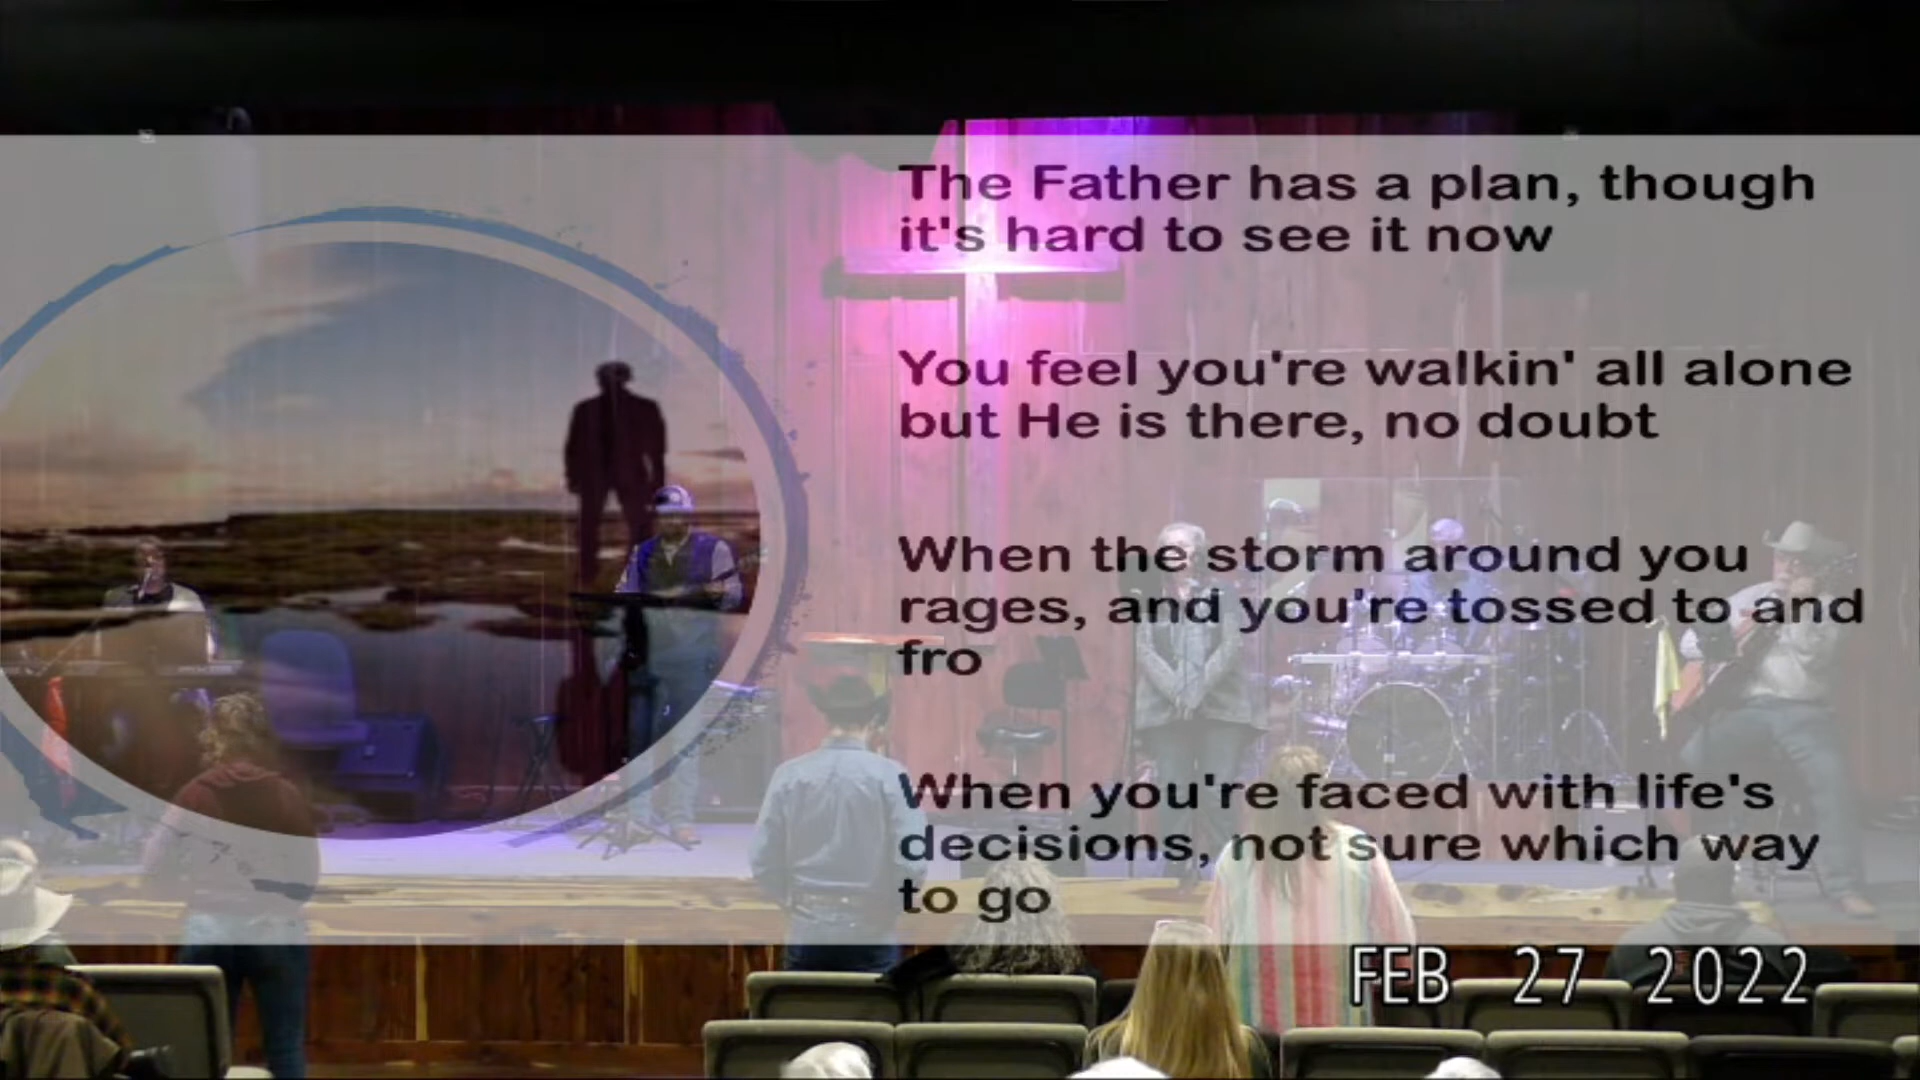 The Father has a plan, though
it's hard to see it now
You feel you're walkin' all alone
but He is there, no doubt
When the storm around you
rages, and you're tossed to and
fro
When you're faced with life's
decisions, not sure which way
to go
FEB 27 2022